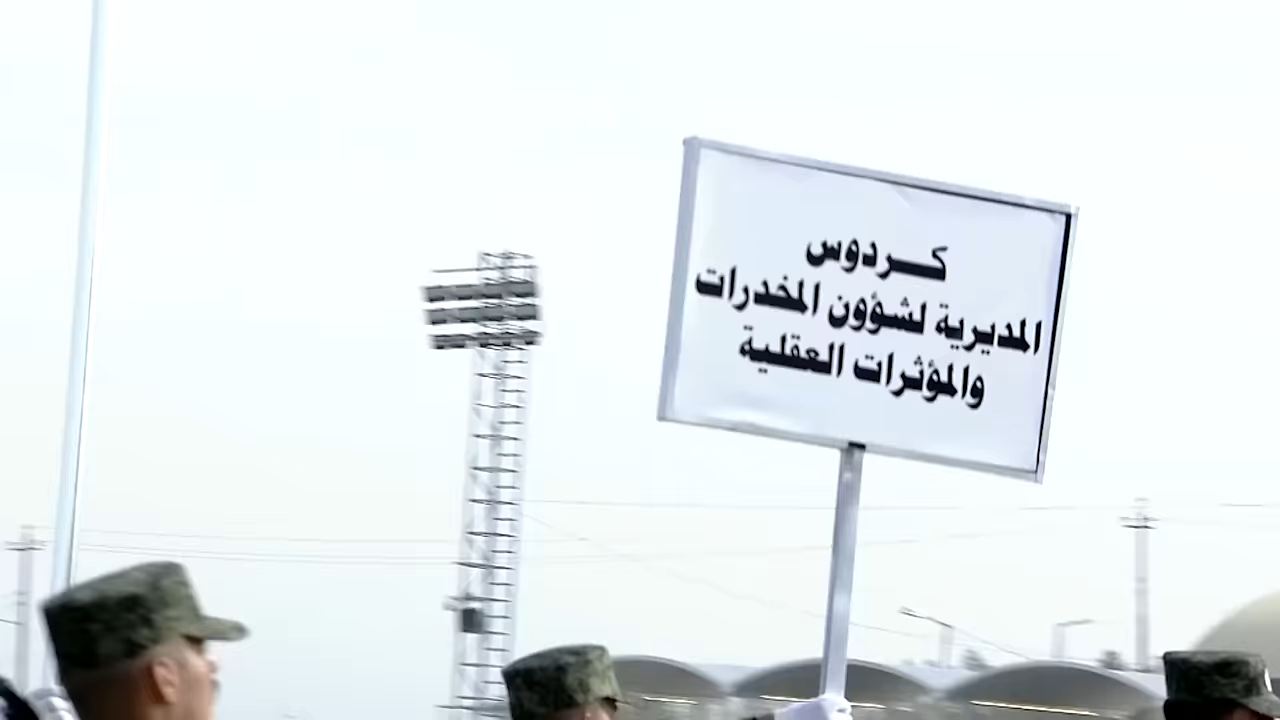 كـــردوس
المديرية لشؤون المخدرات
والمؤثرات العقلية